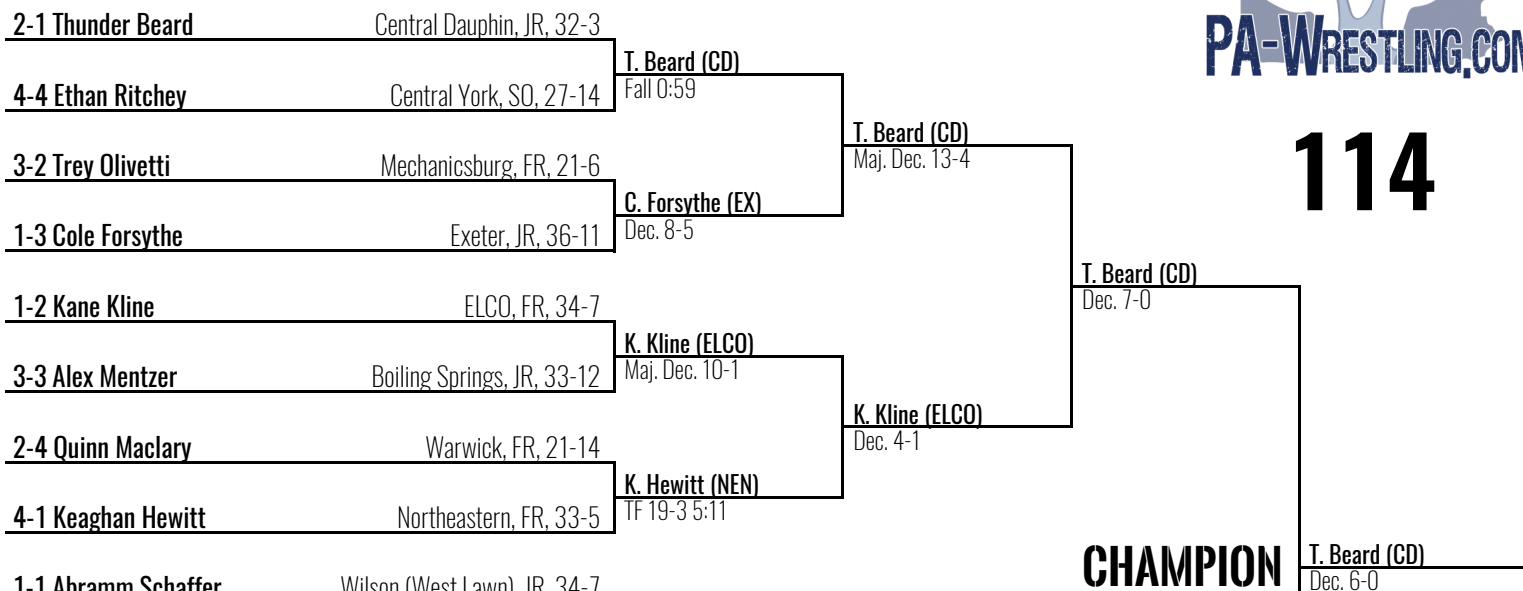 2-1 Thunder Beard Central Dauphin, JR, 32-3
T. Beard (CD)
Fall 0:59
4-4 Ethan Ritchey Central York, SO, 27-14
T. Beard (CD)
Maj. Dec. 13-4
3-2 Trey Olivetti Mechanicsburg, FR, 21-6
C. Forsythe (EX)
Dec. 8-5
1-3 Cole Forsythe Exeter, JR, 36-11
T. Beard (CD)
Dec. 7-0
1-2 Kane Kline ELCO, FR, 34-7
K. Kline (ELCO)
Maj. Dec. 10-1
3-3 Alex Mentzer Boiling Springs, JR, 33-12
K. Kline (ELCO)
Dec. 4-1
2-4 Quinn Maclary Warwick, FR, 21-14
K. Hewitt (NEN)
TF 19-3 5:11
4-1 Keaghan Hewitt Northeastern, FR, 33-5
1-1 Abramm Schaffer Wilson (West Lawn), JR, 34-7
PA-WRESTLING.COM
114
CHAMPION
T. Beard (CD)
Dec. 6-0